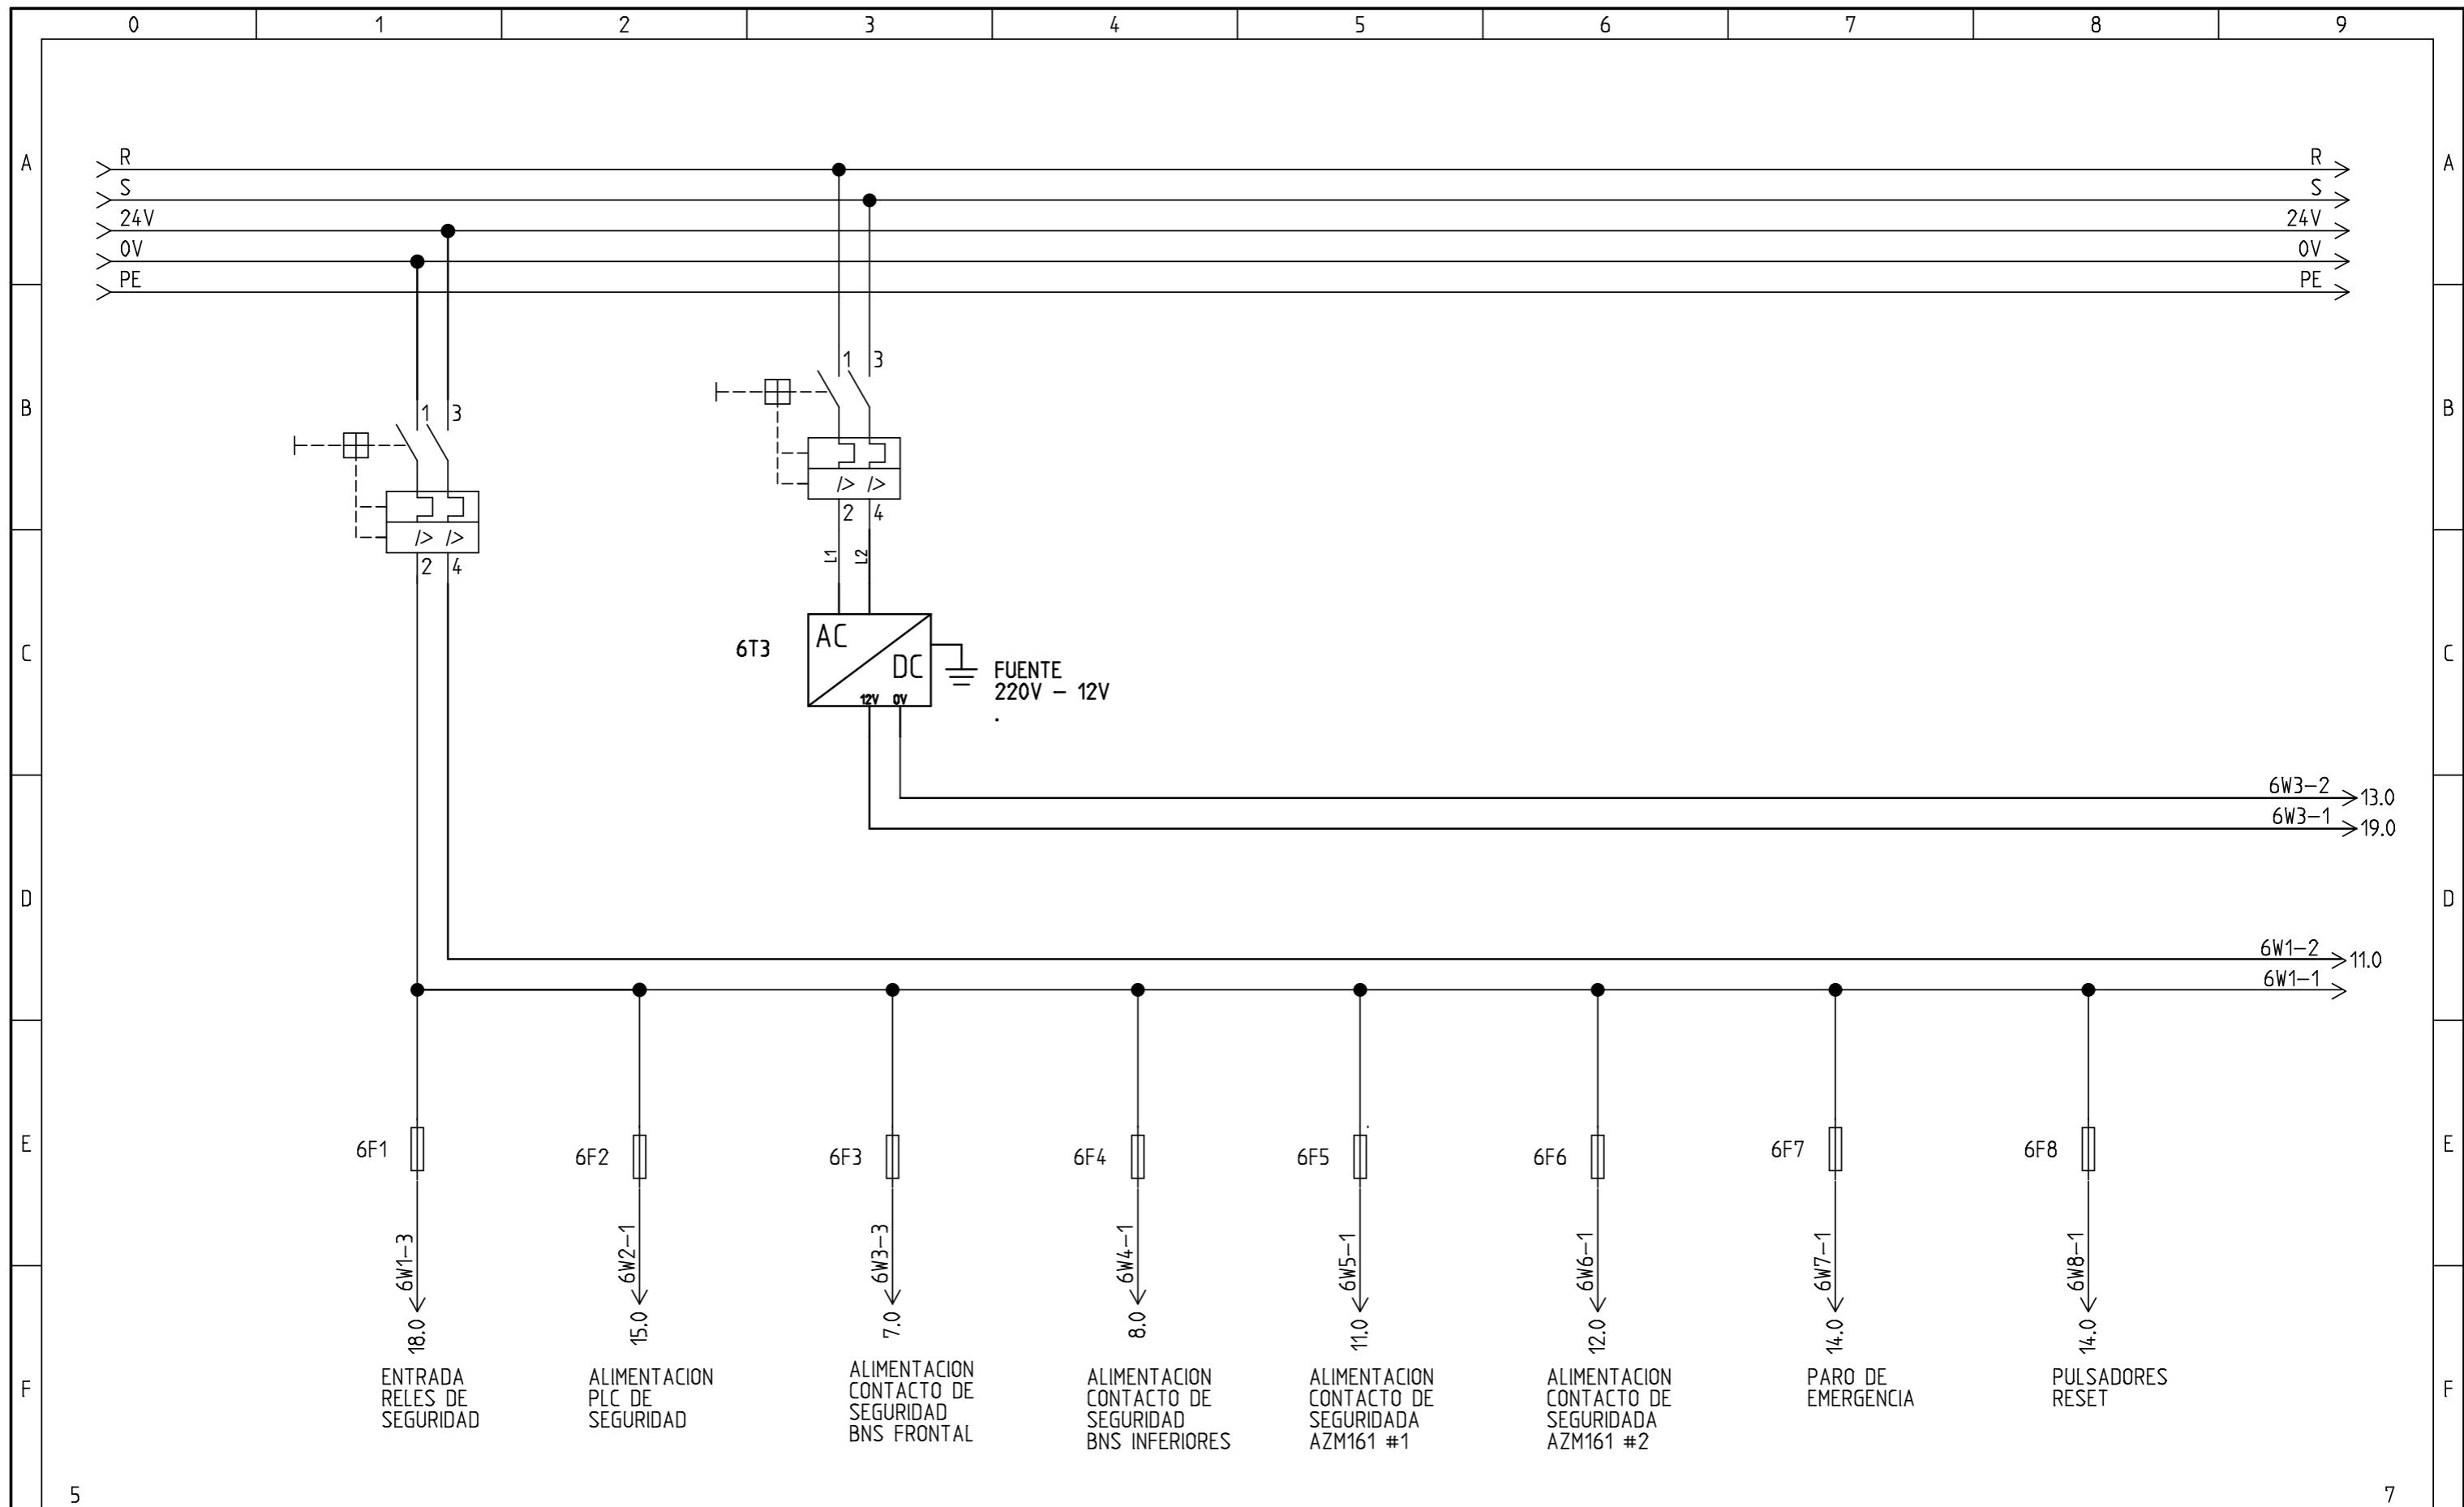 0 1 2 3 4 5 6 7 8 9
A A
R R
S S
24V 24V
0V 0V
PE PE
1 3
B B
1 3
/> />
2 4
/> />
L1 L2
2 4
C C
6T3
AC
DC
12V 0V
FUENTE
220V - 12V
.
6W3-2 13.0
6W3-1 19.0
D D
6W1-2 11.0
6W1-1
E E
6F1 6F2 6F3 6F4 6F5 6F6 6F7 6F8
6W1-3 6W2-1 6W3-3 6W4-1 6W5-1 6W6-1 6W7-1 6W8-1
18.0 15.0 7.0 8.0 11.0 12.0 14.0 14.0
F F
ENTRADA
RELES DE
SEGURIDAD
ALIMENTACION
PLC DE
SEGURIDAD
ALIMENTACION
CONTACTO DE
SEGURIDAD
BNS FRONTAL
ALIMENTACION
CONTACTO DE
SEGURIDAD
BNS INFERIORES
ALIMENTACION
CONTACTO DE
SEGURIDADA
AZM161 #1
ALIMENTACION
CONTACTO DE
SEGURIDADA
AZM161 #2
PARO DE
EMERGENCIA
PULSADORES
RESET
5 7